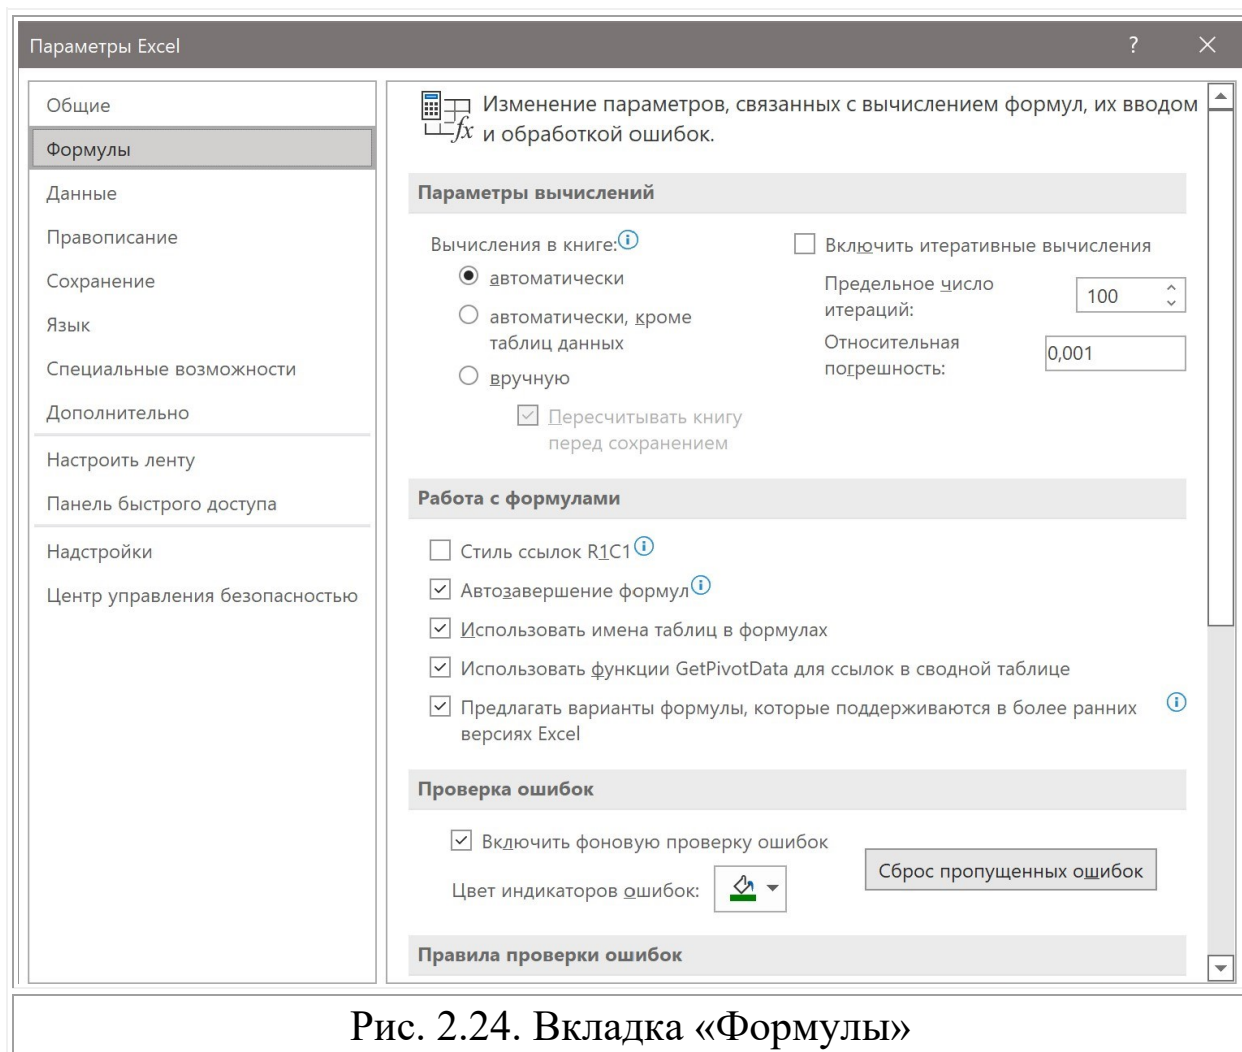 Параметры Excel
?
Общие
Формулы
Данные
Правописание
Сохранение
Язык
Специальные возможности
Дополнительно
Настроить ленту
Панель быстрого доступа
Надстройки
Центр управления безопасностью
fx
Изменение параметров, связанных с вычислением формул, их вводом
и обработкой ошибок.
Параметры вычислений
Вычисления в книге:
автоматически
автоматически, кроме
таблиц данных
вручную
Пересчитывать книгу
перед сохранением
Включить итеративные вычисления
Предельное число
итераций:
100
Относительная
погрешность:
0,001
Работа с формулами
Стиль ссылок R1C1
Автозавершение формул
Использовать имена таблиц в формулах
Использовать функции GetPivotData для ссылок в сводной таблице
Предлагать варианты формулы, которые поддерживаются в более ранних
версиях Excel
Проверка ошибок
Включить фоновую проверку ошибок
Цвет индикаторов ошибок:
Сброс пропущенных ошибок
Правила проверки ошибок
Рис. 2.24. Вкладка «Формулы»